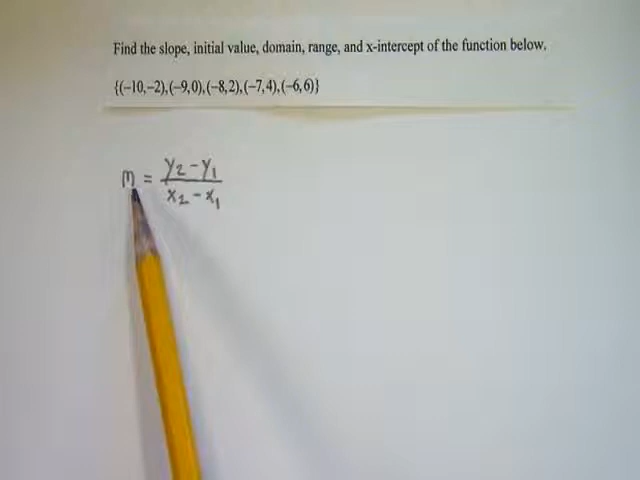 Find the slope, initial value, domain, range, and x-intercept of the function below.
{(−10,−2),(−9,0),(−8,2),(−7,4),(−6,6)}
m = y₂ − y₁ / x₂ − x₁